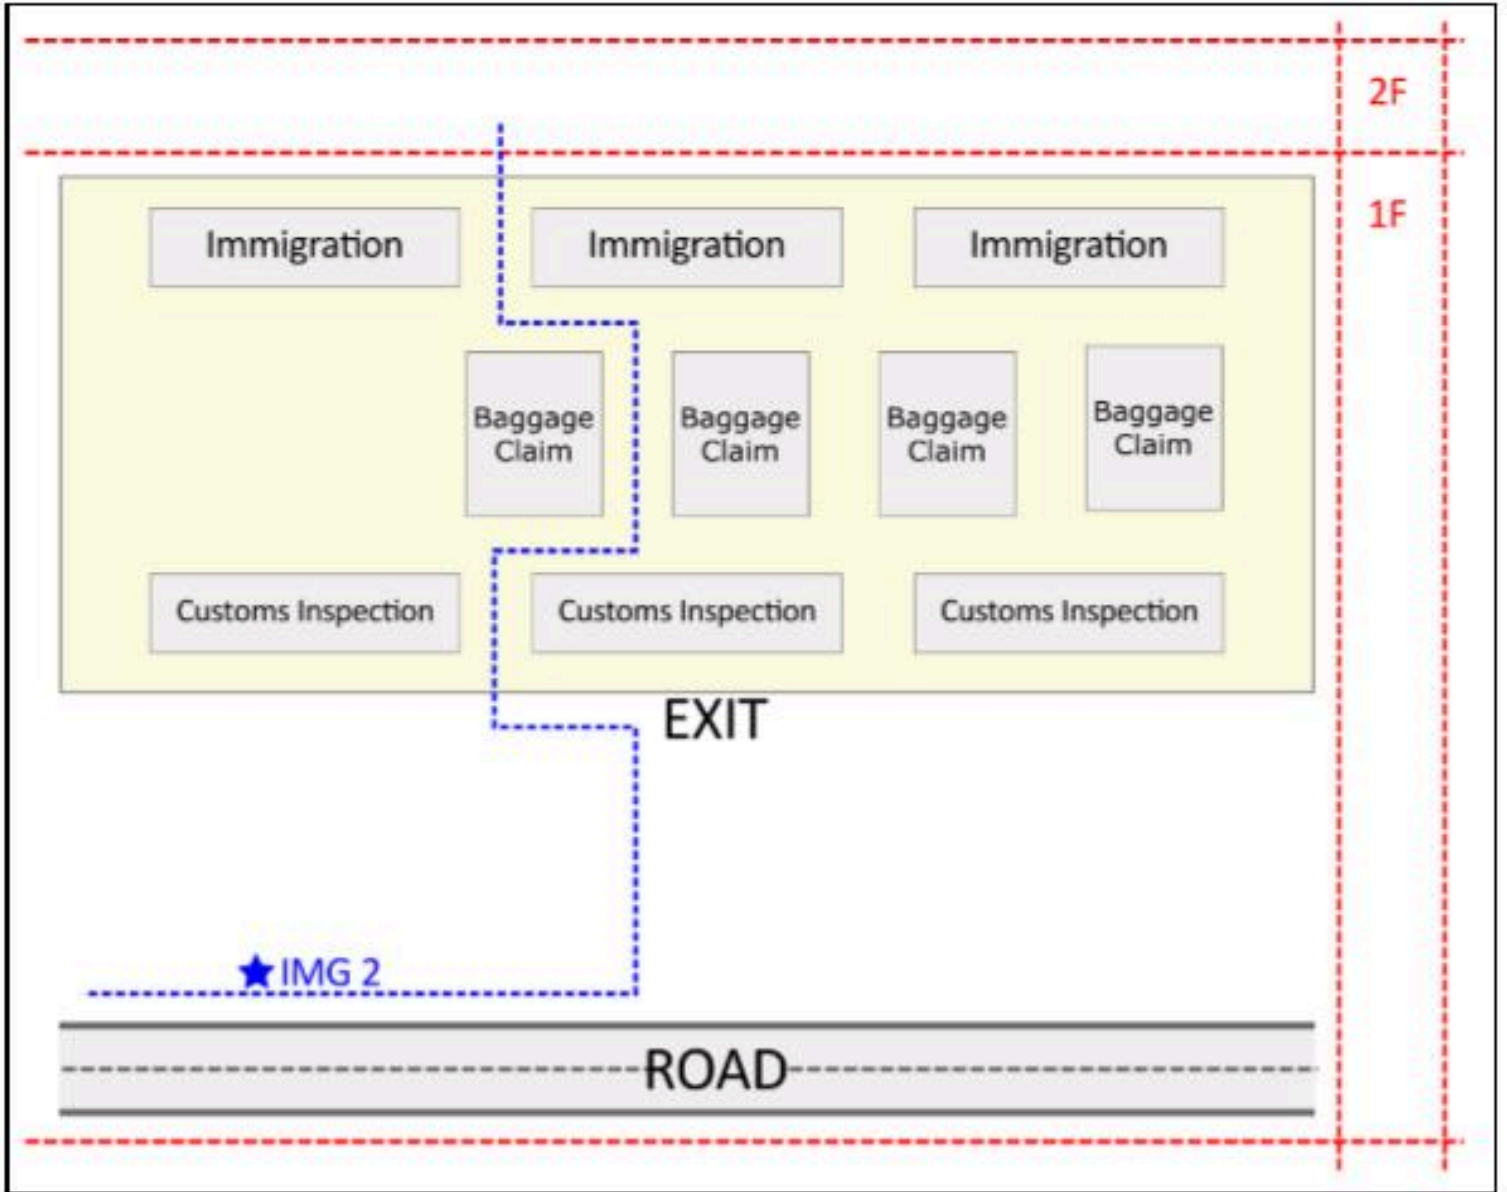 2F
1F
Immigration
Immigration
Immigration
Baggage
Claim
Baggage
Claim
Baggage
Claim
Baggage
Claim
Customs Inspection
Customs Inspection
Customs Inspection
EXIT
★IMG 2
ROAD